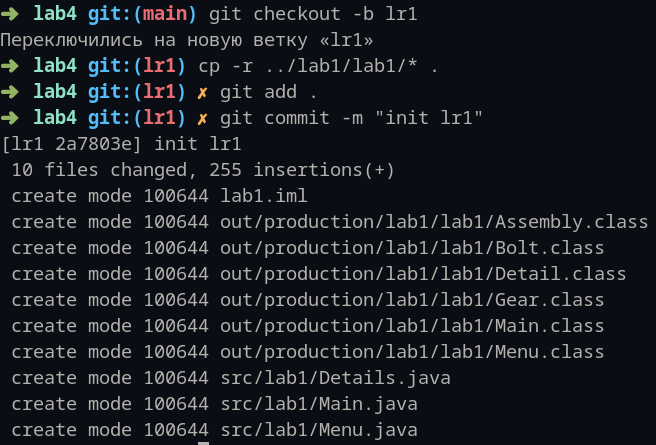 ➜ lab4 git:(main) git checkout -b lr1
Переключились на новую ветку «lr1»
➜ lab4 git:(lr1) cp -r ../lab1/lab1/* .
➜ lab4 git:(lr1) ✗ git add .
➜ lab4 git:(lr1) ✗ git commit -m "init lr1"
[lr1 2a7803e] init lr1
 10 files changed, 255 insertions(+)
 create mode 100644 lab1.iml
 create mode 100644 out/production/lab1/lab1/Assembly.class
 create mode 100644 out/production/lab1/lab1/Bolt.class
 create mode 100644 out/production/lab1/lab1/Detail.class
 create mode 100644 out/production/lab1/lab1/Gear.class
 create mode 100644 out/production/lab1/lab1/Main.class
 create mode 100644 out/production/lab1/lab1/Menu.class
 create mode 100644 src/lab1/Details.java
 create mode 100644 src/lab1/Main.java
 create mode 100644 src/lab1/Menu.java